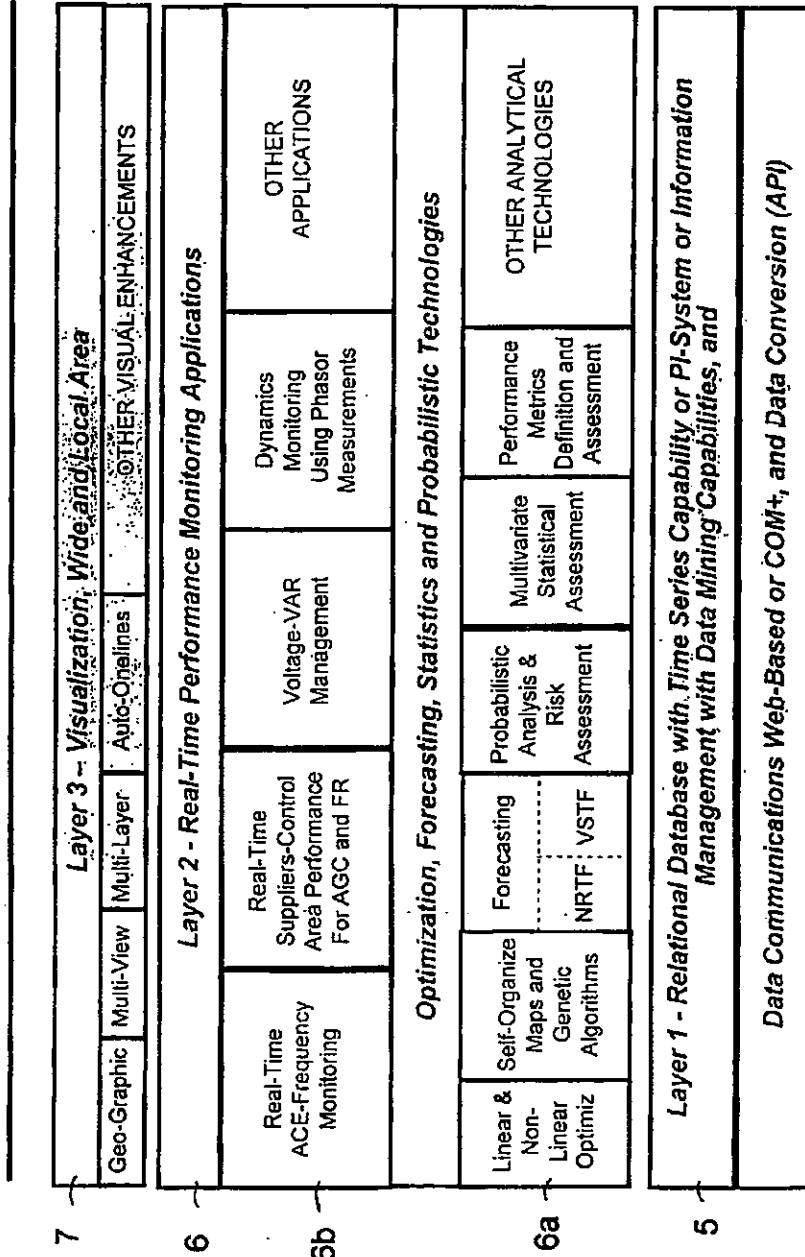 7
Layer 3 - Visualization, Wide and Local Area
Geo-Graphic
Multi-View
Multi-Layer
Auto-Onelines
OTHER VISUAL ENHANCEMENTS
6
Layer 2 - Real-Time Performance Monitoring Applications
6b
Real-Time
ACE-Frequency
Monitoring
Real-Time
Suppliers-Control
Area Performance
For AGC and FR
Voltage-VAR
Management
Dynamics
Monitoring
Using Phasor
Measurements
OTHER
APPLICATIONS
Optimization, Forecasting, Statistics and Probabilistic Technologies
6a
Linear &
Non-
Linear
Optimiz
Self-Organize
Maps and
Genetic
Algorithms
Forecasting
NRTF
VSTF
Probabilistic
Analysis &
Risk
Assessment
Multivariate
Statistical
Assessment
Performance
Metrics
Definition and
Assessment
OTHER ANALYTICAL
TECHNOLOGIES
5
Layer 1 - Relational Database with Time Series Capability or PI-System or Information
Management with Data Mining Capabilities, and
Data Communications Web-Based or COM+, and Data Conversion (API)